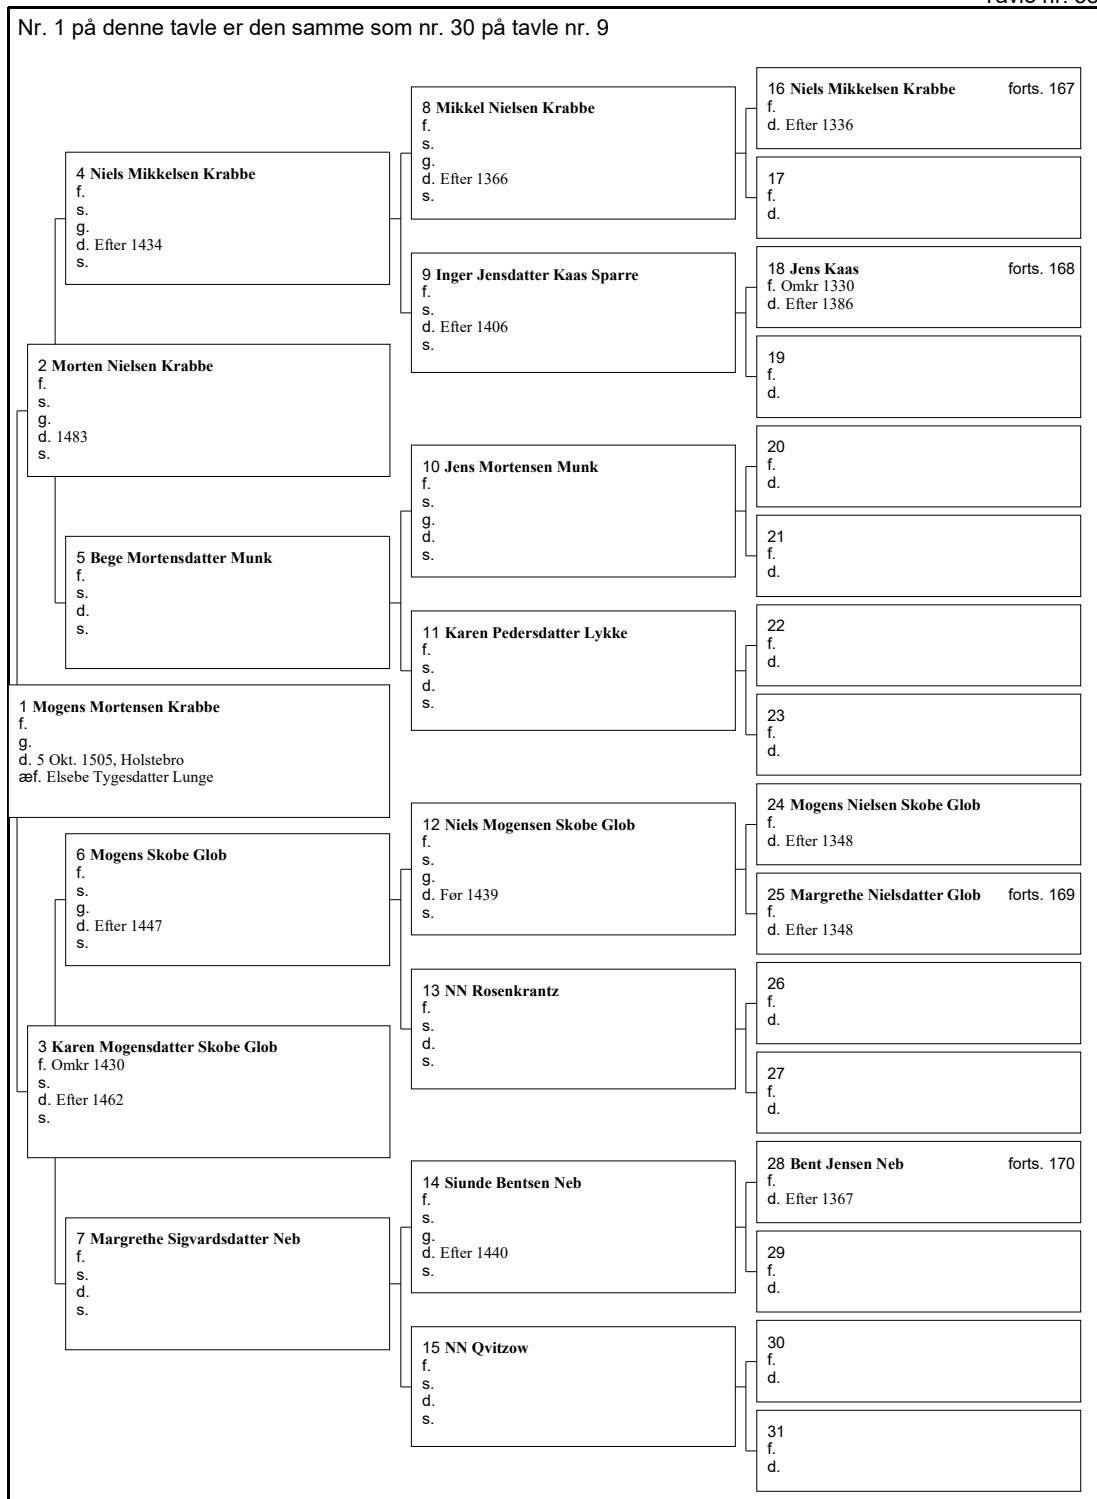 Nr. 1 på denne tavle er den samme som nr. 30 på tavle nr. 9
16 Niels Mikkelsen Krabbe forts. 167
f.
d. Efter 1336
8 Mikkel Nielsen Krabbe
f.
s.
g.
d. Efter 1366
s.
17
f.
d.
4 Niels Mikkelsen Krabbe
f.
s.
g.
d. Efter 1434
s.
18 Jens Kaas forts. 168
f. Omkr 1330
d. Efter 1386
9 Inger Jensdatter Kaas Sparre
f.
s.
d. Efter 1406
s.
19
f.
d.
2 Morten Nielsen Krabbe
f.
s.
g.
d. 1483
s.
20
f.
d.
10 Jens Mortensen Munk
f.
s.
g.
d.
s.
21
f.
d.
5 Bege Mortensdatter Munk
f.
s.
d.
s.
22
f.
d.
11 Karen Pedersdatter Lykke
f.
s.
d.
s.
23
f.
d.
1 Mogens Mortensen Krabbe
f.
g.
d. 5 Okt. 1505, Holstebro
æf. Elsebe Tygesdatter Lunge
24 Mogens Nielsen Skobe Glob
f.
d. Efter 1348
12 Niels Mogensen Skobe Glob
f.
s.
g.
d. Før 1439
s.
25 Margrethe Nielsdatter Glob forts. 169
f.
d. Efter 1348
6 Mogens Skobe Glob
f.
s.
g.
d. Efter 1447
s.
26
f.
d.
13 NN Rosenkrantz
f.
s.
d.
s.
27
f.
d.
3 Karen Mogensdatter Skobe Glob
f. Omkr 1430
s.
d. Efter 1462
s.
28 Bent Jensen Neb forts. 170
f.
d. Efter 1367
14 Siunde Bentsen Neb
f.
s.
g.
d. Efter 1440
s.
29
f.
d.
7 Margrethe Sigvardsdatter Neb
f.
s.
d.
s.
30
f.
d.
15 NN Qvitzow
f.
s.
d.
s.
31
f.
d.